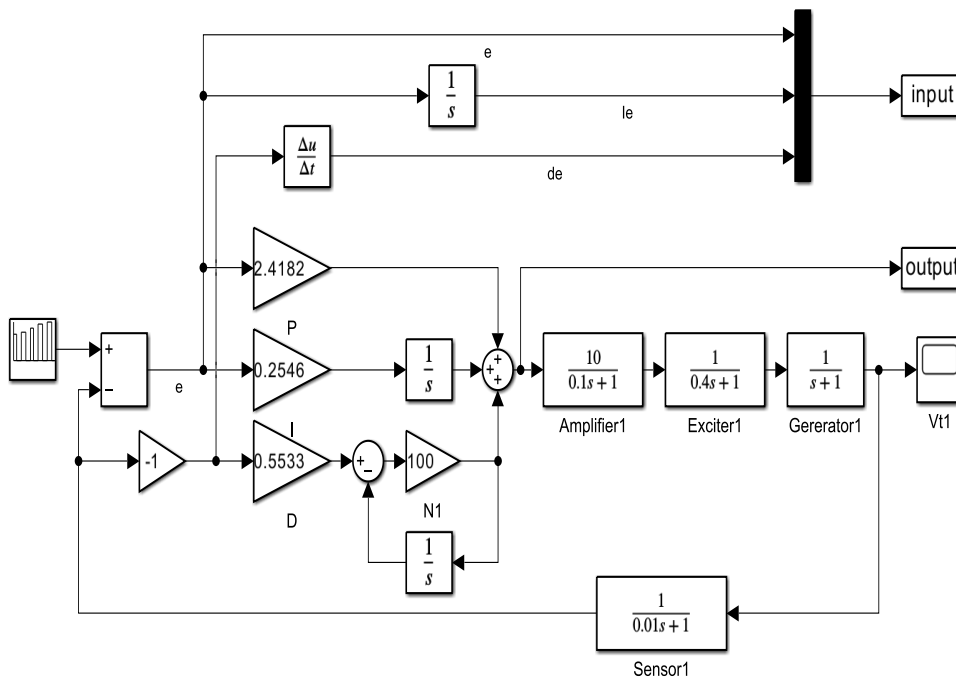 e
1
s
Ie
input
Δu
Δt
de
2.4182
output
P
+
−
e
0.2546
1
s
+
+
+
10
0.1s + 1
1
0.4s + 1
1
s + 1
Amplifier1
Exciter1
Gererator1
Vt1
I
-1
0.5533
+
−
100
D
N1
1
s
1
0.01s + 1
Sensor1